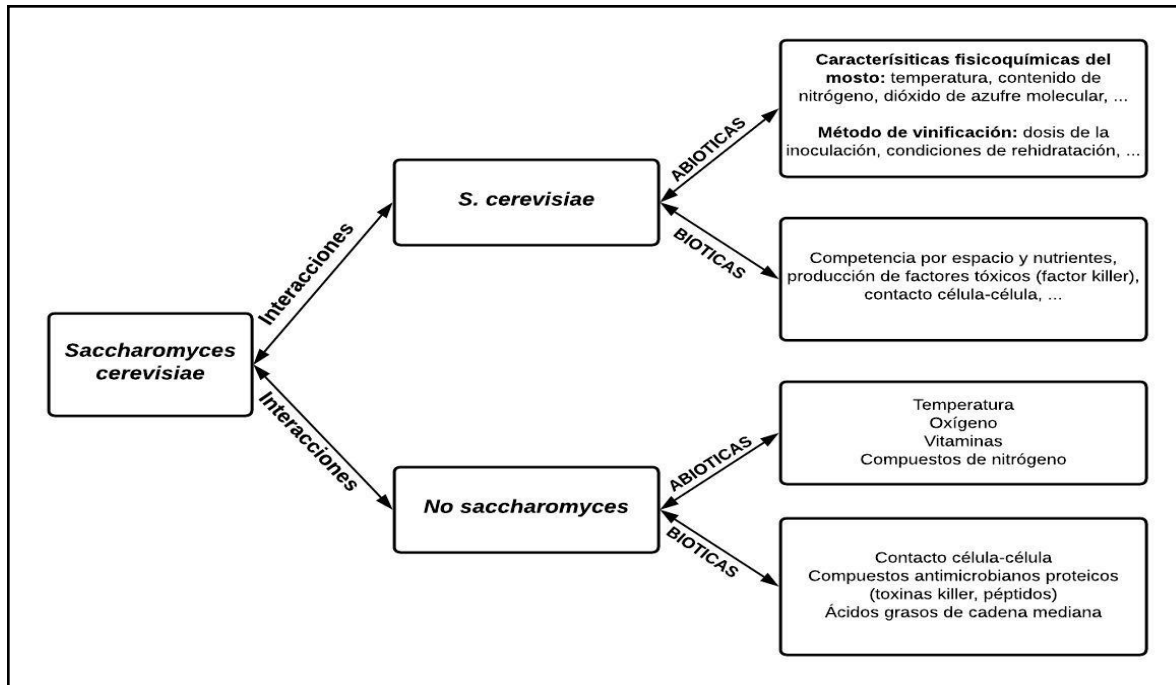 Saccharomyces
cerevisiae
Interacciones
Interacciones
S. cerevisiae
ABIOTICAS
BIOTICAS
Caracterísiticas fisicoquímicas del
mosto: temperatura, contenido de
nitrógeno, dióxido de azufre molecular, ...
Método de vinificación: dosis de la
inoculación, condiciones de rehidratación, ...
Competencia por espacio y nutrientes,
producción de factores tóxicos (factor killer),
contacto célula-célula, ...
No saccharomyces
ABIOTICAS
BIOTICAS
Temperatura
Oxígeno
Vitaminas
Compuestos de nitrógeno
Contacto célula-célula
Compuestos antimicrobianos proteicos
(toxinas killer, péptidos)
Ácidos grasos de cadena mediana